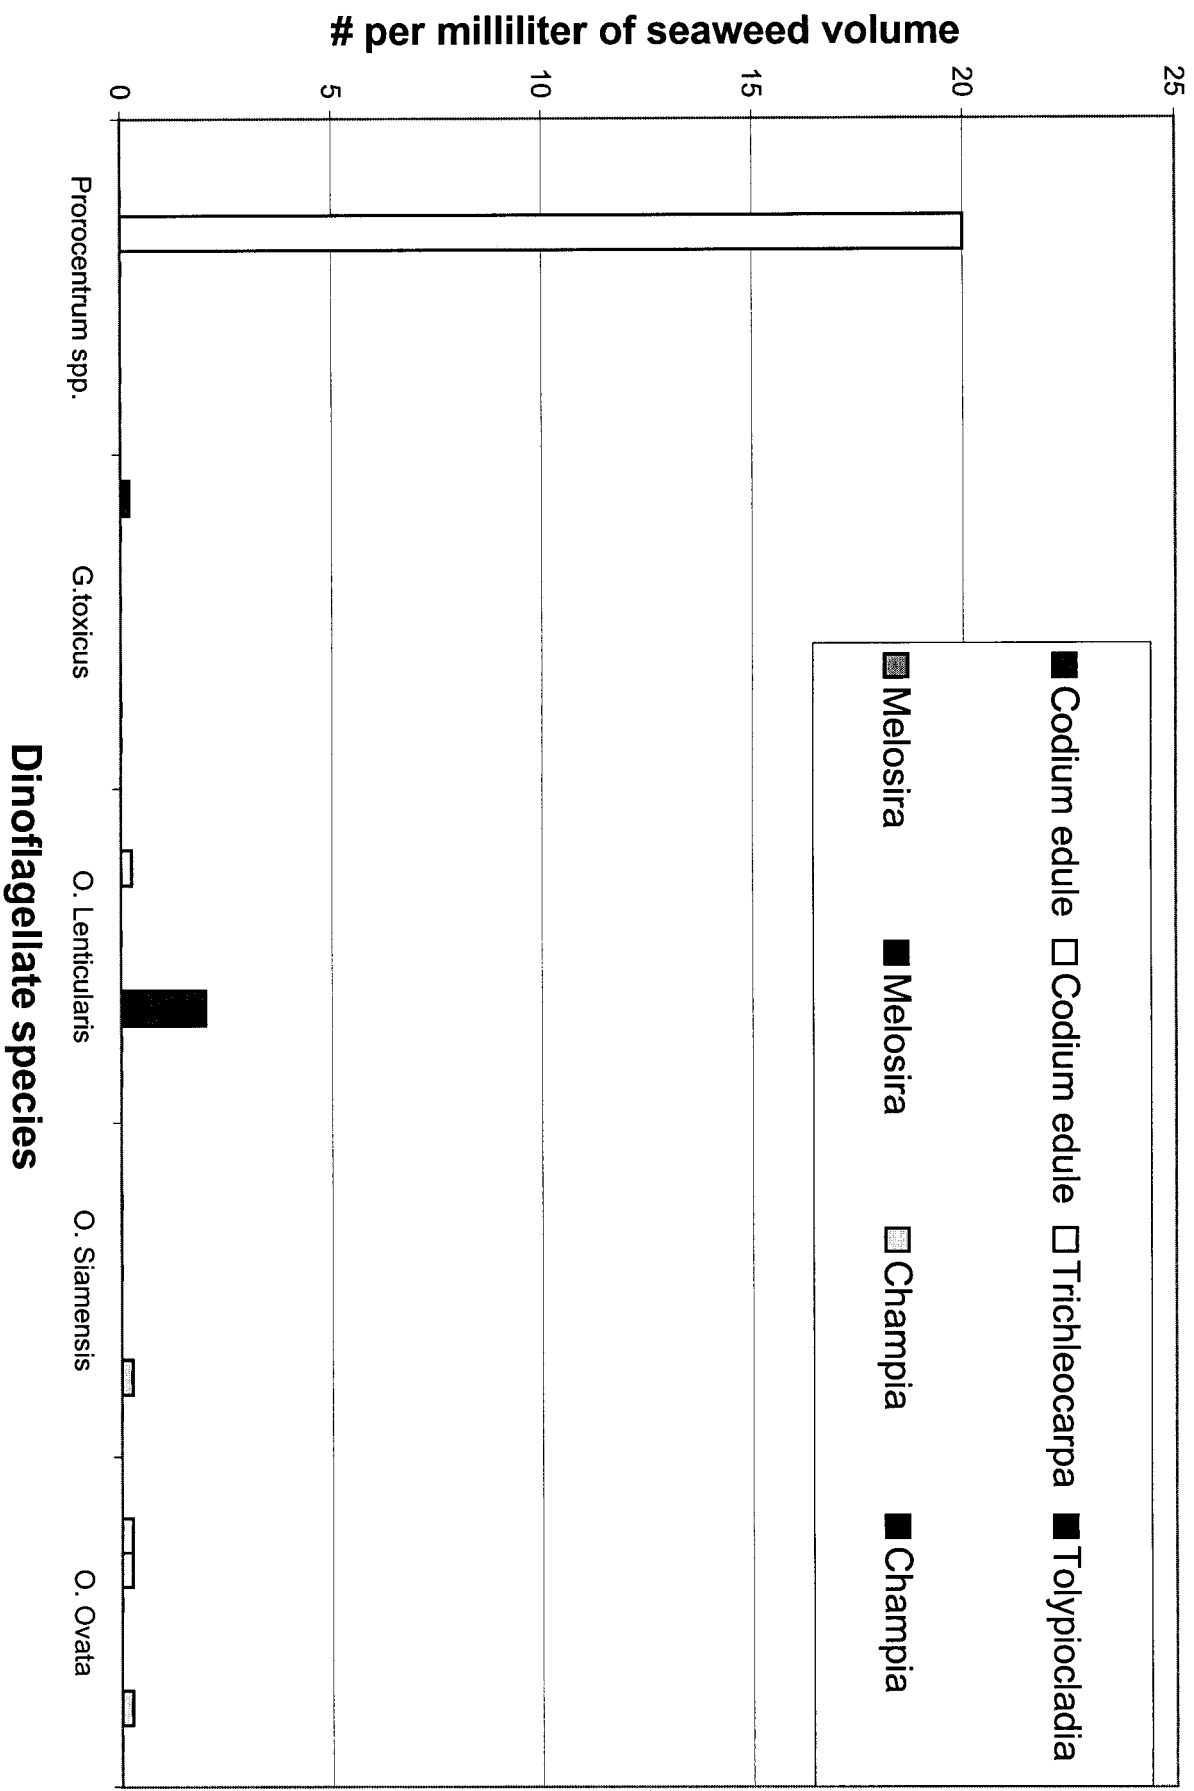 # per milliliter of seaweed volume
25
20
15
10
5
0
Codium edule Codium edule Trichleocarpa Tolypiocladia
Melosira Melosira Champia Champia
Prorocentrum spp. G.toxicus O. Lenticularis O. Siamensis O. Ovata
Dinoflagellate species